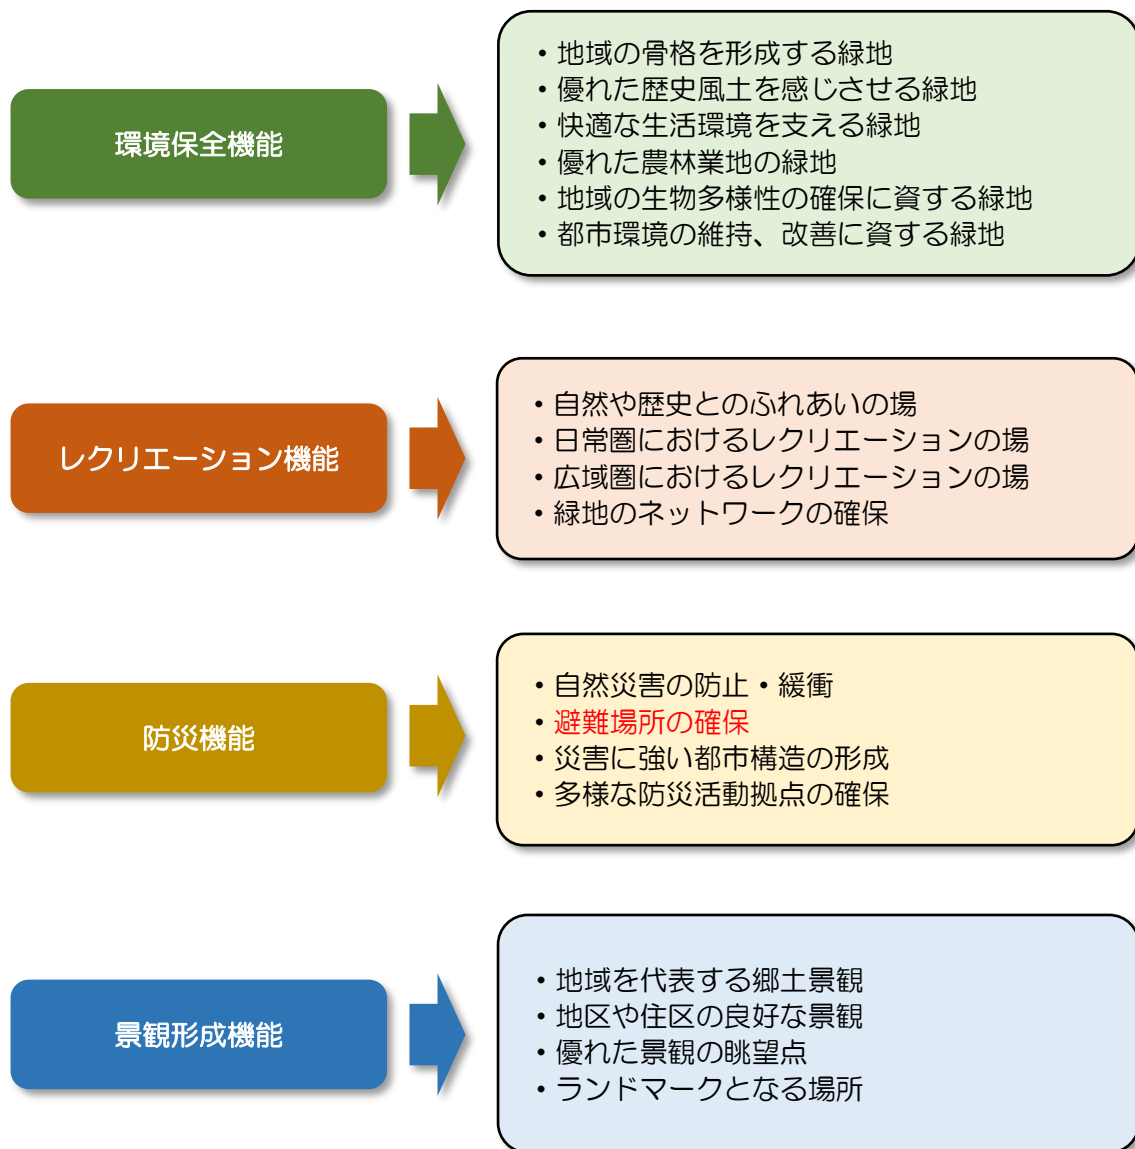 環境保全機能
・地域の骨格を形成する緑地
・優れた歴史風土を感じさせる緑地
・快適な生活環境を支える緑地
・優れた農林業地の緑地
・地域の生物多様性の確保に資する緑地
・都市環境の維持、改善に資する緑地
レクリエーション機能
・自然や歴史とのふれあいの場
・日常圏におけるレクリエーションの場
・広域圏におけるレクリエーションの場
・緑地のネットワークの確保
防災機能
・自然災害の防止・緩衝
・避難場所の確保
・災害に強い都市構造の形成
・多様な防災活動拠点の確保
景観形成機能
・地域を代表する郷土景観
・地区や住区の良好な景観
・優れた景観の眺望点
・ランドマークとなる場所